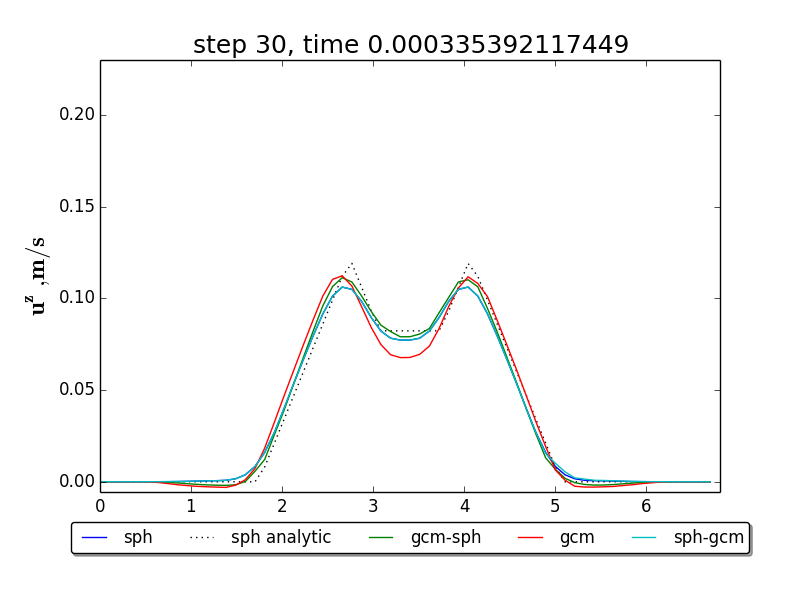 step 30, time 0.000335392117449
0.20
0.15
0.10
0.05
0.00
u^z ,m/s
0 1 2 3 4 5 6
sph sph analytic gcm-sph gcm sph-gcm